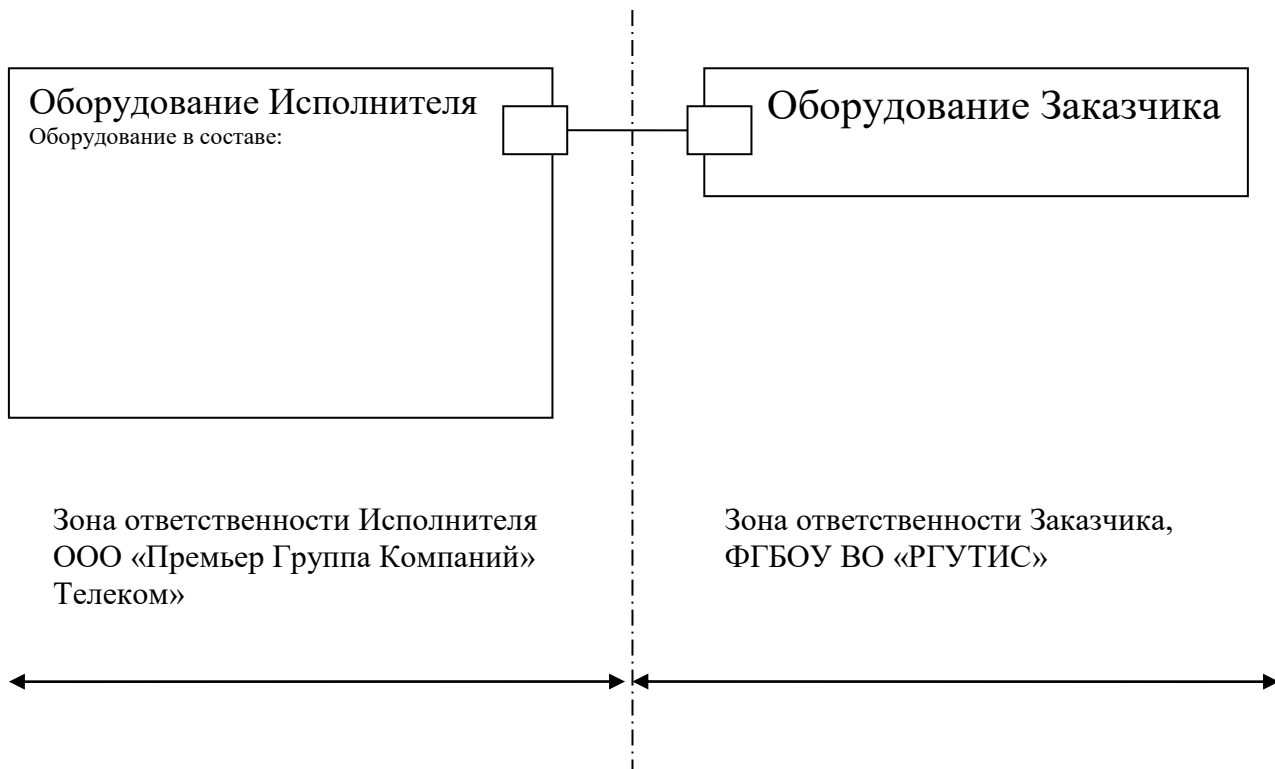 Оборудование Исполнителя
Оборудование в составе:
Оборудование Заказчика
Зона ответственности Исполнителя
ООО «Премьер Группа Компаний»
Телеком»
Зона ответственности Заказчика,
ФГБОУ ВО «РГУТИС»